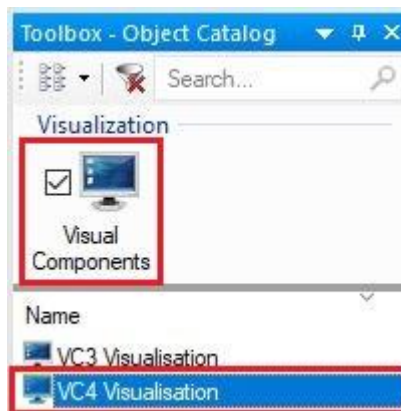 Toolbox - Object Catalog
Search...
Visualization
Visual
Components
Name
VC3 Visualisation
VC4 Visualisation